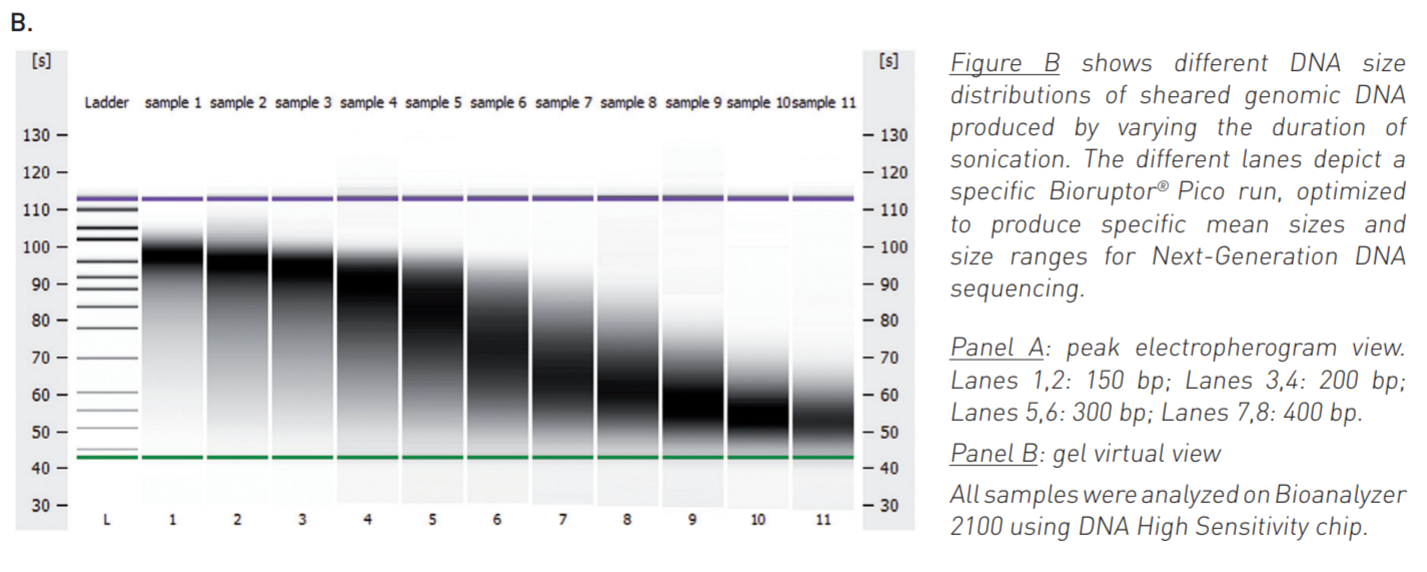 B.
[s] [s]
Ladder sample 1 sample 2 sample 3 sample 4 sample 5 sample 6 sample 7 sample 8 sample 9 sample 10 sample 11
130 130
120 120
110 110
100 100
90 90
80 80
70 70
60 60
50 50
40 40
30 30
L 1 2 3 4 5 6 7 8 9 10 11
Figure B shows different DNA size
distributions of sheared genomic DNA
produced by varying the duration of
sonication. The different lanes depict a
specific Bioruptor® Pico run, optimized
to produce specific mean sizes and
size ranges for Next-Generation DNA
sequencing.
Panel A: peak electropherogram view.
Lanes 1,2: 150 bp; Lanes 3,4: 200 bp;
Lanes 5,6: 300 bp; Lanes 7,8: 400 bp.
Panel B: gel virtual view
All samples were analyzed on Bioanalyzer
2100 using DNA High Sensitivity chip.